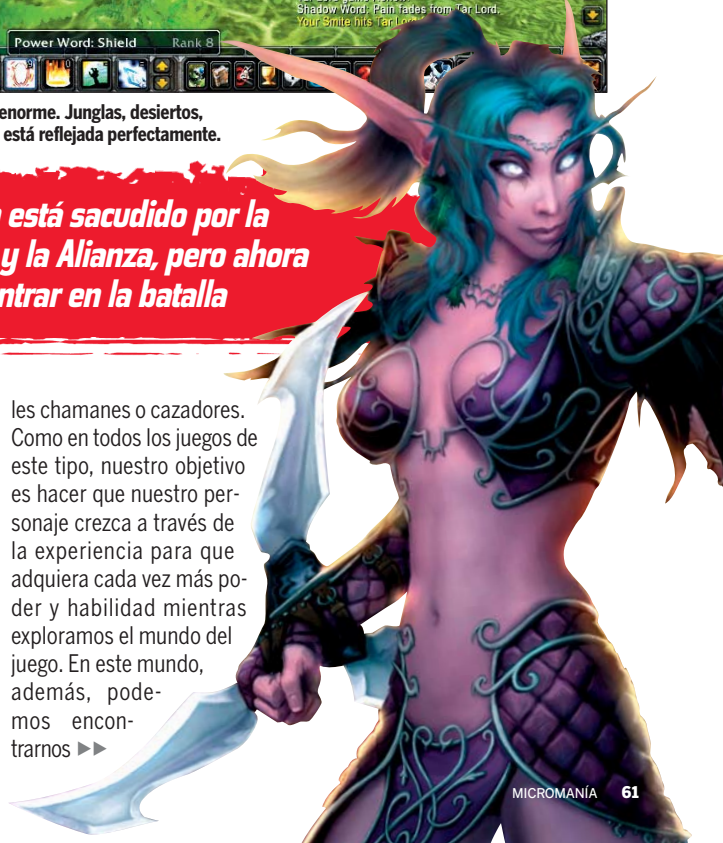 Shadow Word: Pain fades from Tar Lord.
Your Smite hits Tar Lord
Power Word: Shield Rank 8
enorme. Junglas, desiertos,
está reflejada perfectamente.
está sacudido por la
y la Alianza, pero ahora
ntrar en la batalla
les chamanes o cazadores.
Como en todos los juegos de
este tipo, nuestro objetivo
es hacer que nuestro per-
sonaje crezca a través de
la experiencia para que
adquiera cada vez más po-
der y habilidad mientras
exploramos el mundo del
juego. En este mundo,
además, pode-
mos encon-
trarnos ▶▶
MICROMANÍA 61